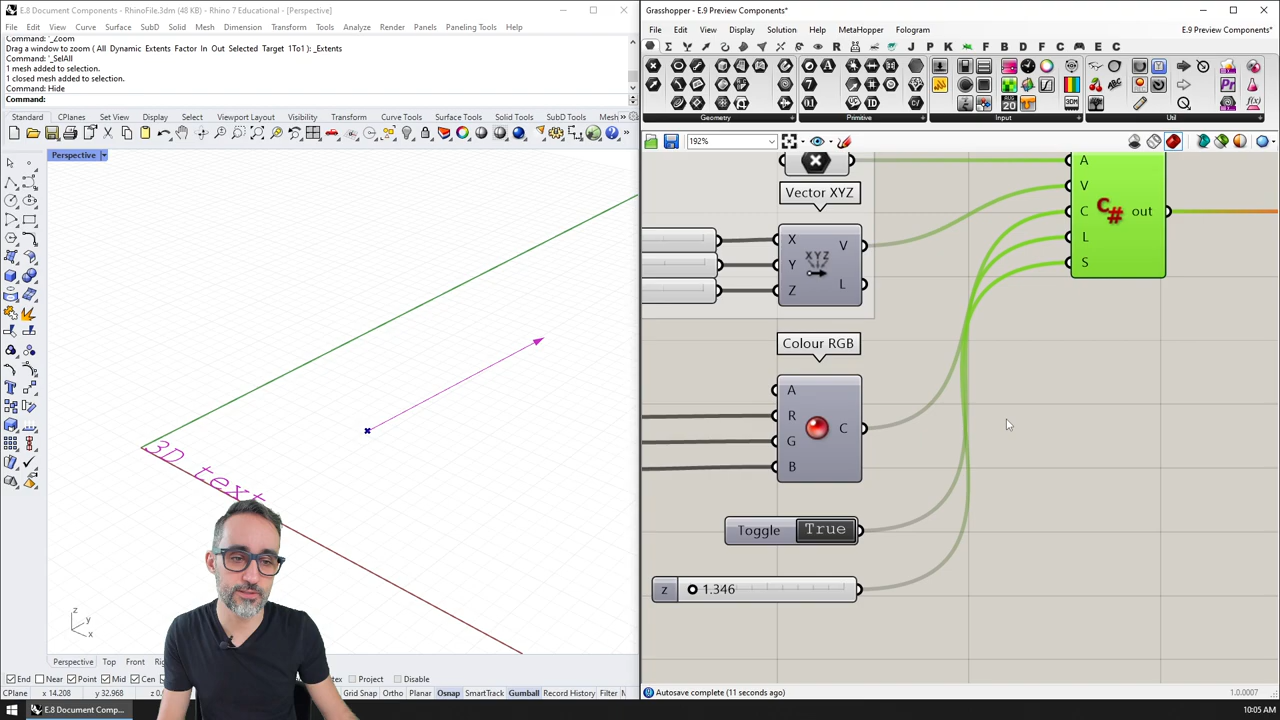 E.8 Document Components - RhinoFile.3dm (48 KB) - Rhino 7 Educational - [Perspective]
File Edit View Curve Surface SubD Solid Mesh Dimension Transform Tools Analyze Render Panels Paneling Tools Help
Command: '_Zoom
Drag a window to zoom ( All Dynamic Extents Factor In Out Selected Target 1To1 ): _Extents
Command: '_SelAll
1 mesh added to selection.
1 closed mesh added to selection.
Command: Hide
Command:
Standard CPlanes Set View Display Select Viewport Layout Visibility Transform Curve Tools Surface Tools Solid Tools Mesh »
Perspective
3D text
z
y
x
Perspective Top Front
End Near Point Mid Cen Project Disable
CPlane x 14.208 y 32.968 Grid Snap Ortho Planar Osnap SmartTrack Gumball Record History Filter
Grasshopper - E.9 Preview Components*
File Edit View Display Solution Help MetaHopper Fologram E.9 Preview Components*
Geometry Primitive Input Util
192%
Vector XYZ
X
Y
Z
V
L
XYZ
Colour RGB
A
R
G
B
C
Toggle True
z 1.346
A
V
C
L
S
C#
out
Autosave complete (11 seconds ago) 1.0.0007
E.8 Document Comp... 10:05 AM